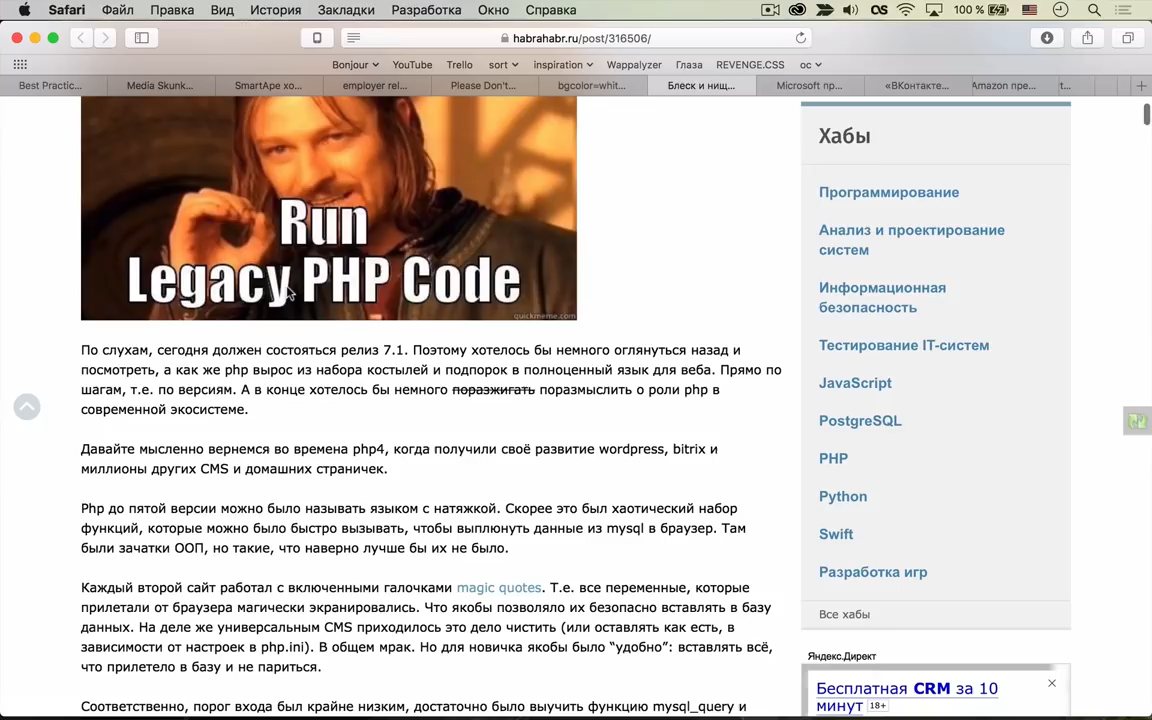 Safari Файл Правка Вид История Закладки Разработка Окно Справка 100 %
habrahabr.ru/post/316506/
Bonjour YouTube Trello sort inspiration Wappalyzer Глаза REVENGE.CSS ос
Best Practic... Media Skunk... SmartApe хо... employer rel... Please Don't... bgcolor=whit... Блеск и нищ... Microsoft пр... «ВКонтакте... Amazon пре... t...
Run
Legacy PHP Code
quickmeme.com
По слухам, сегодня должен состояться релиз 7.1. Поэтому хотелось бы немного оглянуться назад и
посмотреть, а как же php вырос из набора костылей и подпорок в полноценный язык для веба. Прямо по
шагам, т.е. по версиям. А в конце хотелось бы немного поразжигать поразмыслить о роли php в
современной экосистеме.
Давайте мысленно вернемся во времена php4, когда получили своё развитие wordpress, bitrix и
миллионы других CMS и домашних страничек.
Php до пятой версии можно было называть языком с натяжкой. Скорее это был хаотический набор
функций, которые можно было быстро вызывать, чтобы выплюнуть данные из mysql в браузер. Там
были зачатки ООП, но такие, что наверно лучше бы их не было.
Каждый второй сайт работал с включенными галочками magic quotes. Т.е. все переменные, которые
прилетали от браузера магически экранировались. Что якобы позволяло их безопасно вставлять в базу
данных. На деле же универсальным CMS приходилось это дело чистить (или оставлять как есть, в
зависимости от настроек в php.ini). В общем мрак. Но для новичка якобы было “удобно”: вставлять всё,
что прилетело в базу и не париться.
Соответственно, порог входа был крайне низким, достаточно было выучить функцию mysql_query и
Хабы
Программирование
Анализ и проектирование
систем
Информационная
безопасность
Тестирование IT-систем
JavaScript
PostgreSQL
PHP
Python
Swift
Разработка игр
Все хабы
Яндекс.Директ
Бесплатная CRM за 10
минут 18+